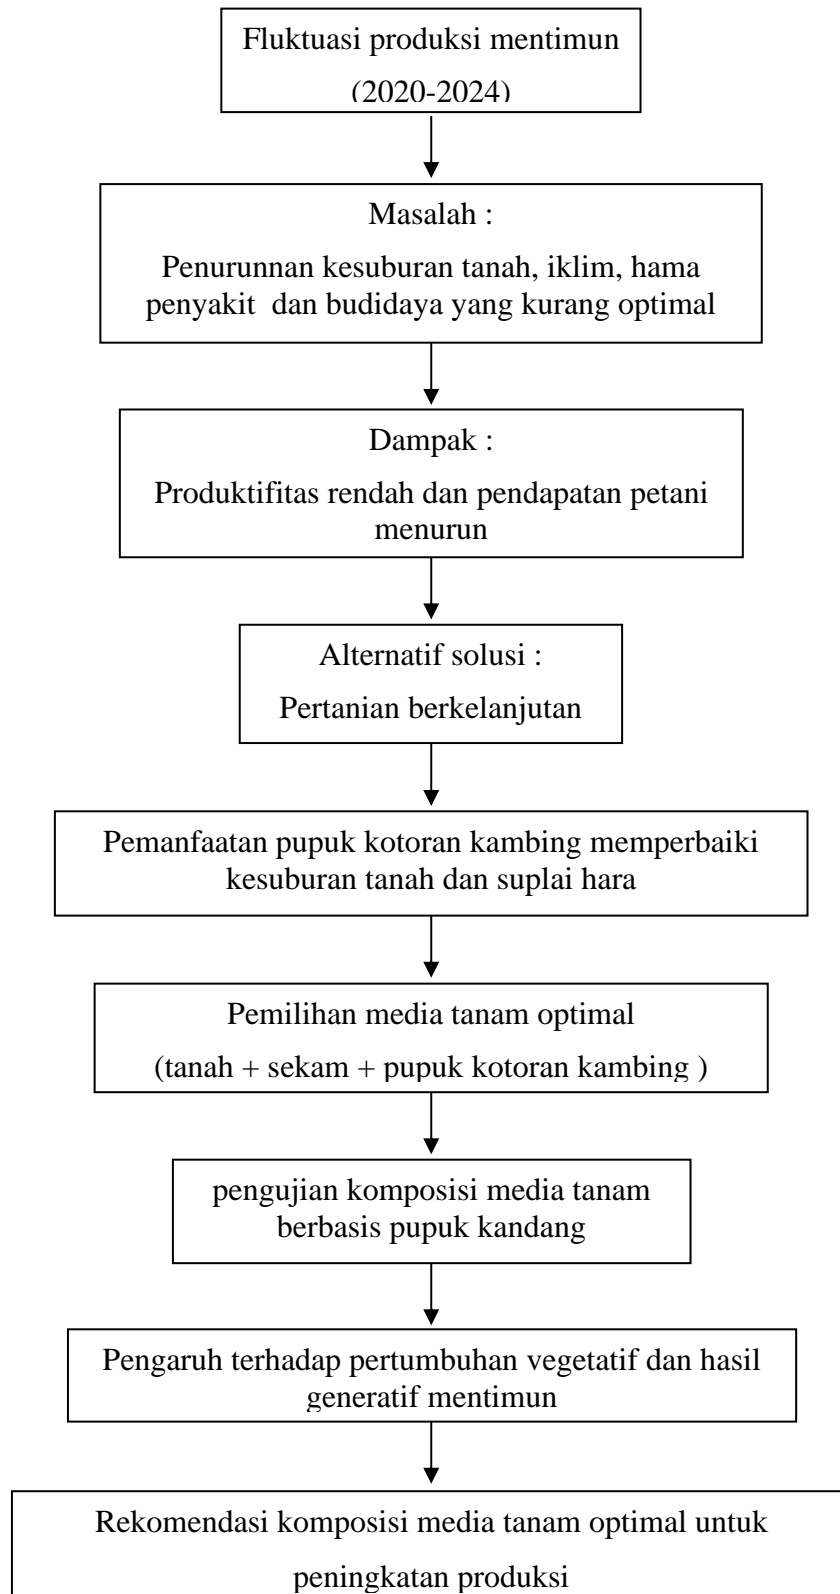 Fluktuasi produksi mentimun
(2020-2024)
Masalah :
Penurunnan kesuburan tanah, iklim, hama
penyakit  dan budidaya yang kurang optimal
Dampak :
Produktifitas rendah dan pendapatan petani
menurun
Alternatif solusi :
Pertanian berkelanjutan
Pemanfaatan pupuk kotoran kambing memperbaiki
kesuburan tanah dan suplai hara
Pemilihan media tanam optimal
(tanah + sekam + pupuk kotoran kambing )
pengujian komposisi media tanam
berbasis pupuk kandang
Pengaruh terhadap pertumbuhan vegetatif dan hasil
generatif mentimun
Rekomendasi komposisi media tanam optimal untuk
peningkatan produksi